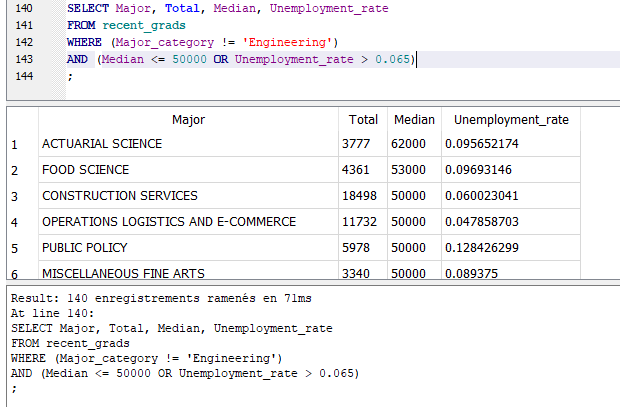 140 SELECT Major, Total, Median, Unemployment_rate
141 FROM recent_grads
142 WHERE (Major_category != 'Engineering')
143 AND (Median <= 50000 OR Unemployment_rate > 0.065)
144 ;
Major Total Median Unemployment_rate
1 ACTUARIAL SCIENCE 3777 62000 0.095652174
2 FOOD SCIENCE 4361 53000 0.09693146
3 CONSTRUCTION SERVICES 18498 50000 0.060023041
4 OPERATIONS LOGISTICS AND E-COMMERCE 11732 50000 0.047858703
5 PUBLIC POLICY 5978 50000 0.128426299
6 MISCELLANEOUS FINE ARTS 3340 50000 0.089375
Result: 140 enregistrements ramenés en 71ms
At line 140:
SELECT Major, Total, Median, Unemployment_rate
FROM recent_grads
WHERE (Major_category != 'Engineering')
AND (Median <= 50000 OR Unemployment_rate > 0.065)
;